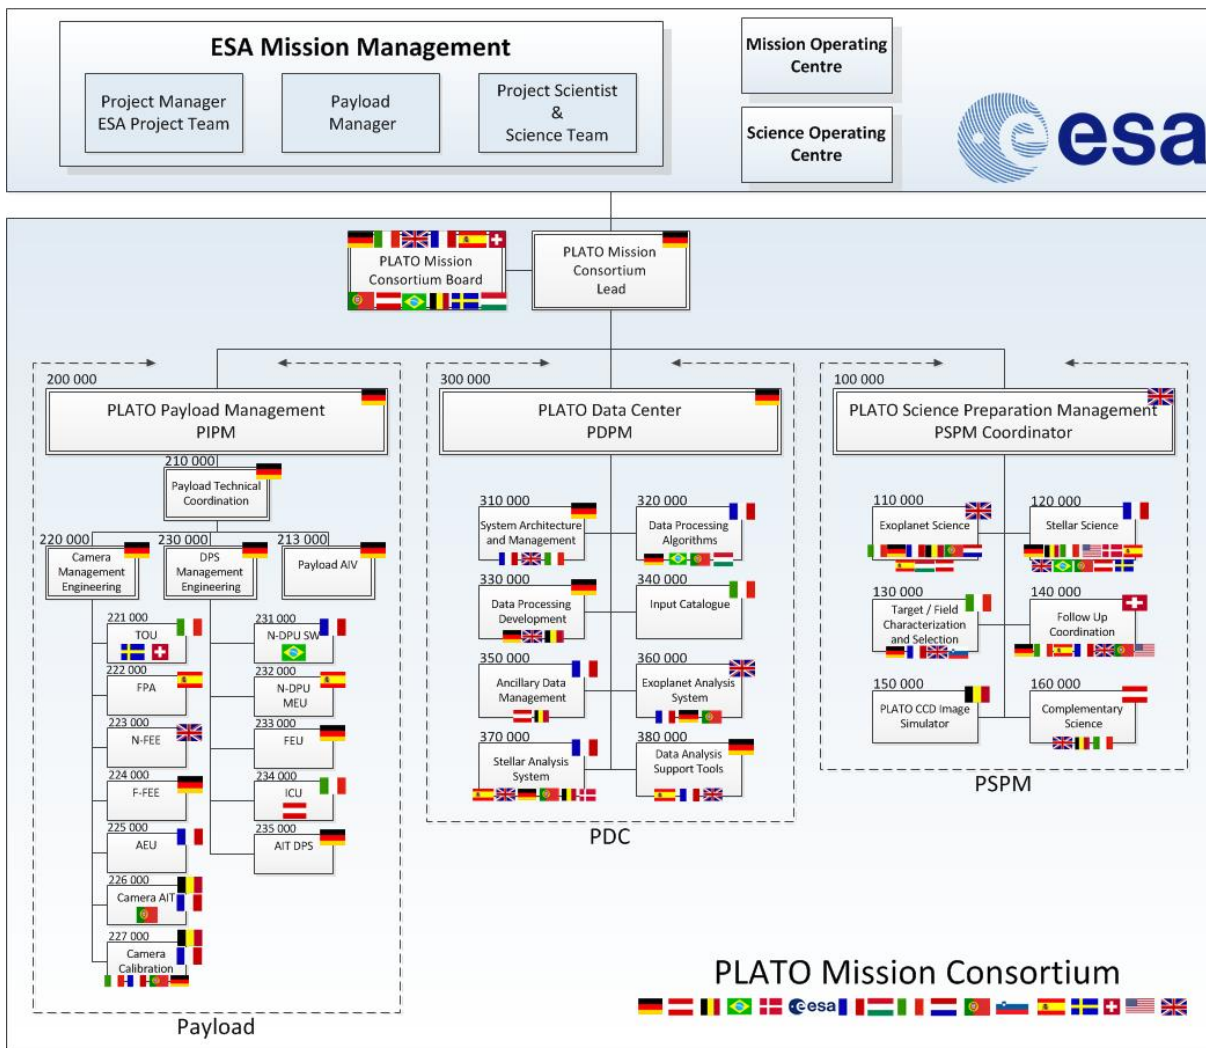 ESA Mission Management
Project Manager
ESA Project Team
Payload
Manager
Project Scientist
&
Science Team
Mission Operating
Centre
Science Operating
Centre
esa
PLATO Mission
Consortium Board
PLATO Mission
Consortium
Lead
200 000
PLATO Payload Management
PIPM
210 000
Payload Technical
Coordination
220 000
Camera
Management
Engineering
230 000
DPS
Management
Engineering
213 000
Payload AIV
221 000
TOU
222 000
FPA
223 000
N-FEE
224 000
F-FEE
225 000
AEU
226 000
Camera AIT
227 000
Camera
Calibration
231 000
N-DPU SW
232 000
N-DPU
MEU
233 000
FEU
234 000
ICU
235 000
AIT DPS
Payload
300 000
PLATO Data Center
PDPM
310 000
System Architecture
and Management
320 000
Data Processing
Algorithms
330 000
Data Processing
Development
340 000
Input Catalogue
350 000
Ancillary Data
Management
360 000
Exoplanet Analysis
System
370 000
Stellar Analysis
System
380 000
Data Analysis
Support Tools
PDC
100 000
PLATO Science Preparation Management
PSPM Coordinator
110 000
Exoplanet Science
120 000
Stellar Science
130 000
Target / Field
Characterization
and Selection
140 000
Follow Up
Coordination
150 000
PLATO CCD Image
Simulator
160 000
Complementary
Science
PSPM
PLATO Mission Consortium
esa